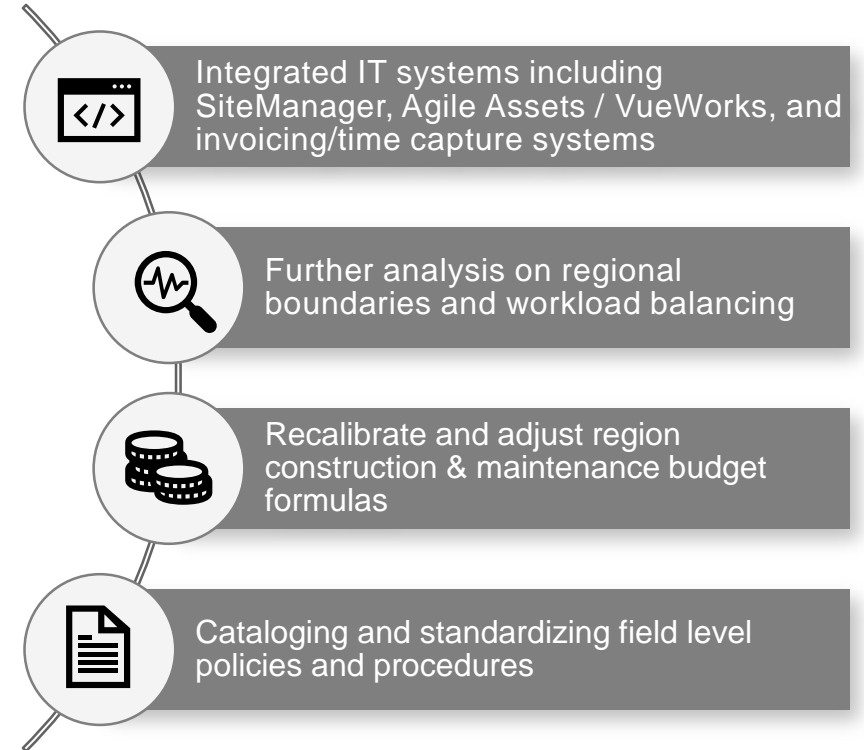 </>
Integrated IT systems including
SiteManager, Agile Assets / VueWorks, and
invoicing/time capture systems
Further analysis on regional
boundaries and workload balancing
Recalibrate and adjust region
construction & maintenance budget
formulas
Cataloging and standardizing field level
policies and procedures